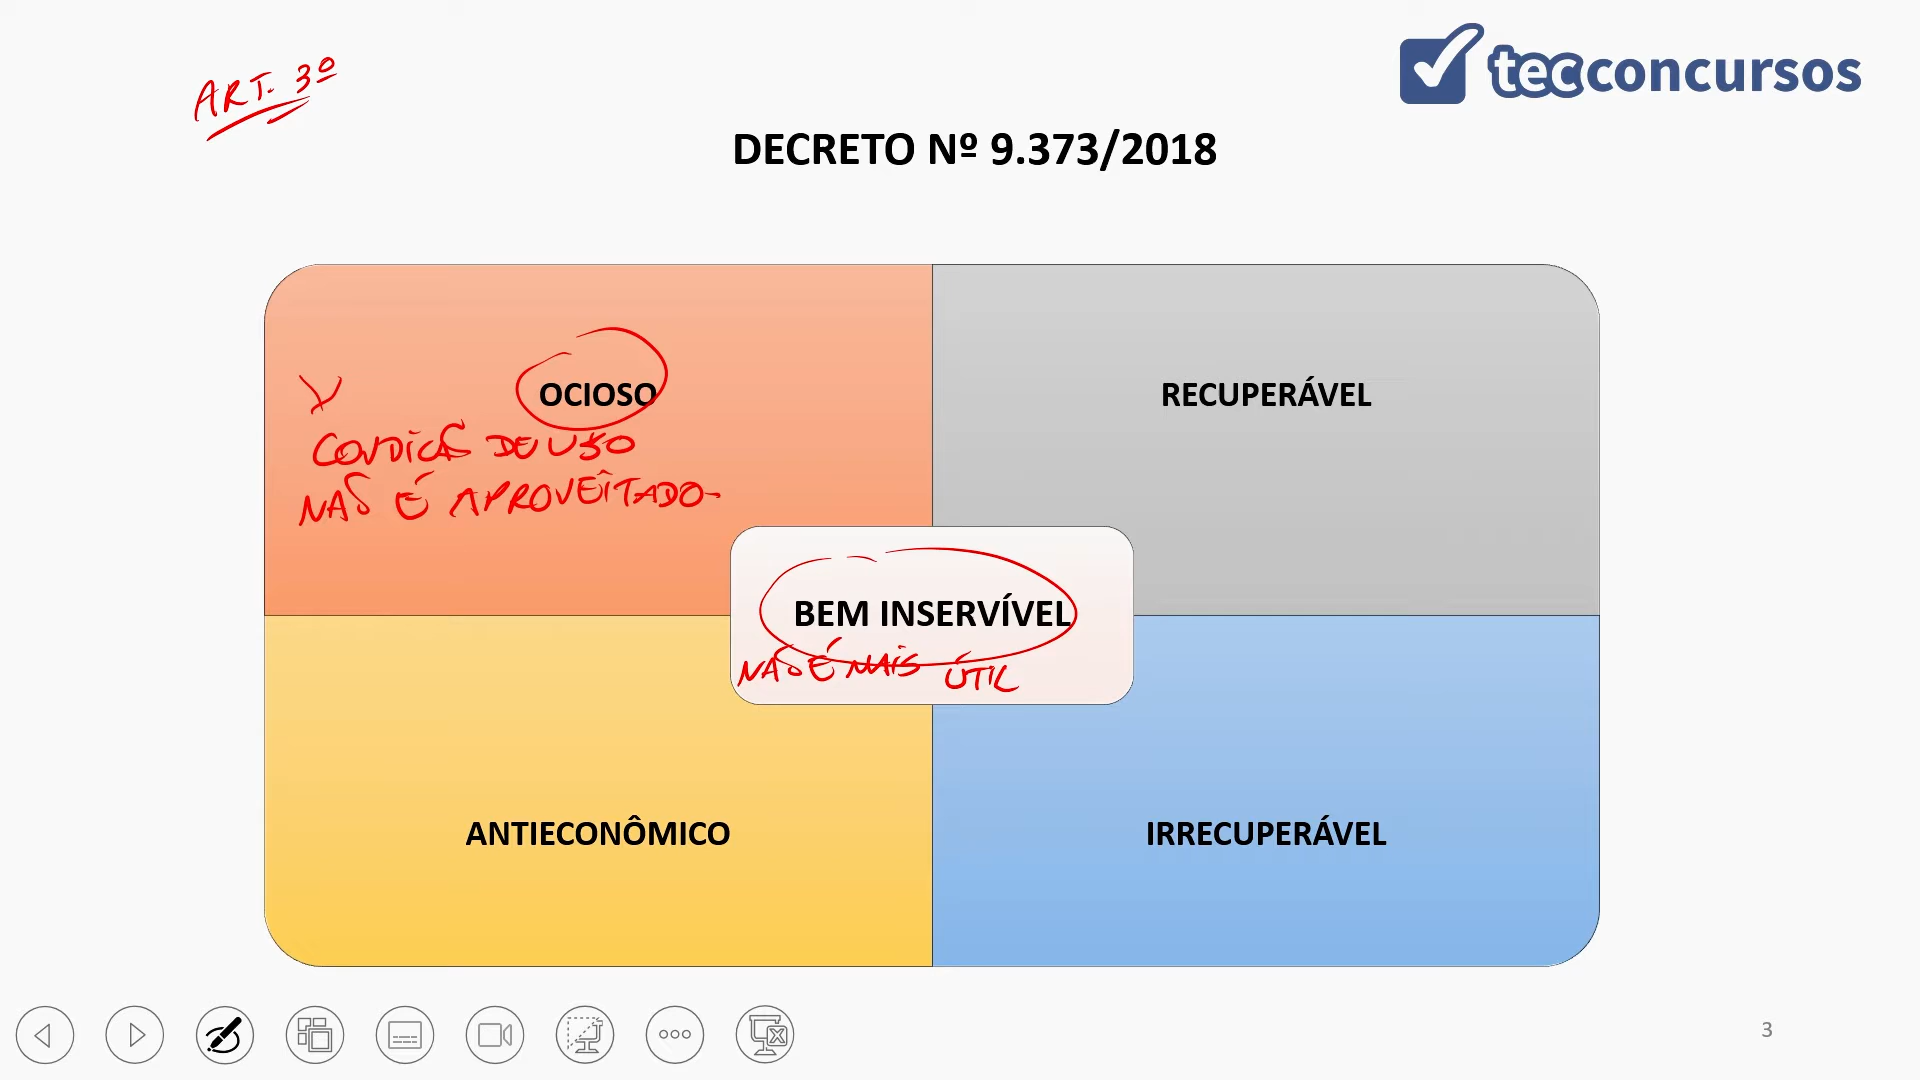 ART. 3º
tecconcursos
DECRETO Nº 9.373/2018
OCIOSO
CONDIÇÃO DE USO
NÃO É APROVEITADO
RECUPERÁVEL
BEM INSERVÍVEL
NÃO É MAIS ÚTIL
ANTIECONÔMICO
IRRECUPERÁVEL
3